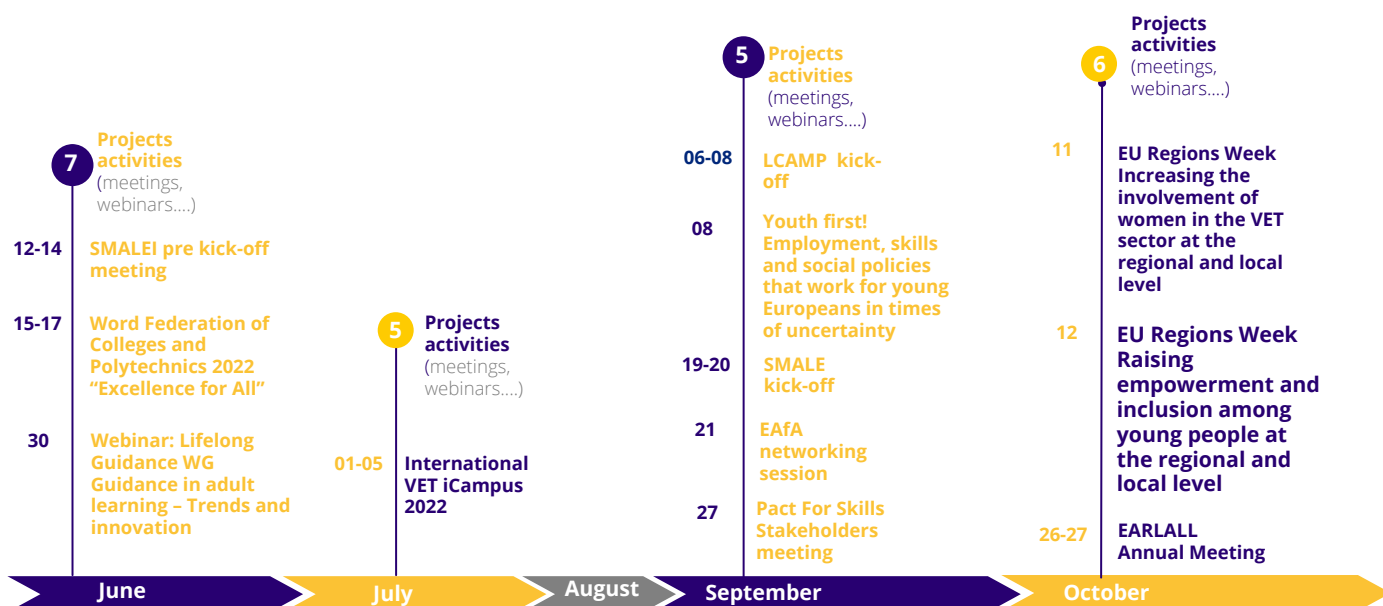 7
Projects
activities
(meetings,
webinars....)
12-14
SMALEI pre kick-off
meeting
15-17
Word Federation of
Colleges and
Polytechnics 2022
“Excellence for All”
30
Webinar: Lifelong
Guidance WG
Guidance in adult
learning – Trends and
innovation
5
Projects
activities
(meetings,
webinars....)
01-05
International
VET iCampus
2022
5
Projects
activities
(meetings,
webinars....)
06-08
LCAMP kick-
off
08
Youth first!
Employment, skills
and social policies
that work for young
Europeans in times
of uncertainty
19-20
SMALE
kick-off
21
EAfA
networking
session
27
Pact For Skills
Stakeholders
meeting
6
Projects
activities
(meetings,
webinars....)
11
EU Regions Week
Increasing the
involvement of
women in the VET
sector at the
regional and local
level
12
EU Regions Week
Raising
empowerment and
inclusion among
young people at
the regional and
local level
26-27
EARLALL
Annual Meeting
June
July
August
September
October